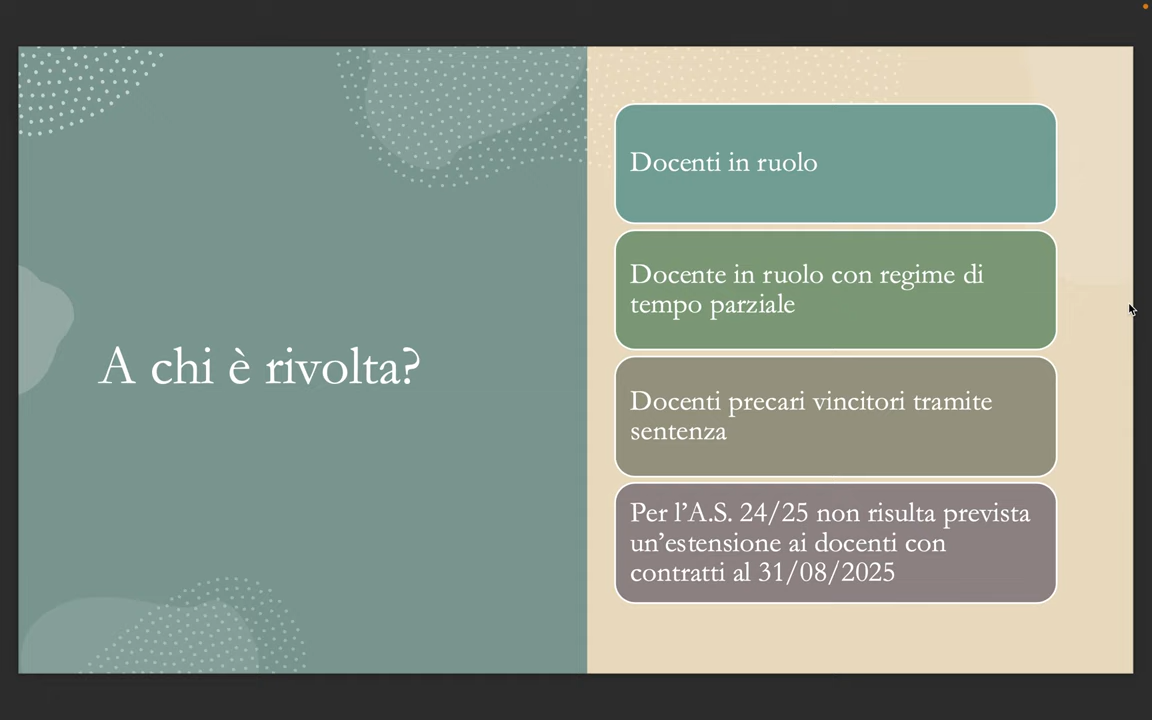 A chi è rivolta?
Docenti in ruolo
Docente in ruolo con regime di
tempo parziale
Docenti precari vincitori tramite
sentenza
Per l’A.S. 24/25 non risulta prevista
un’estensione ai docenti con
contratti al 31/08/2025